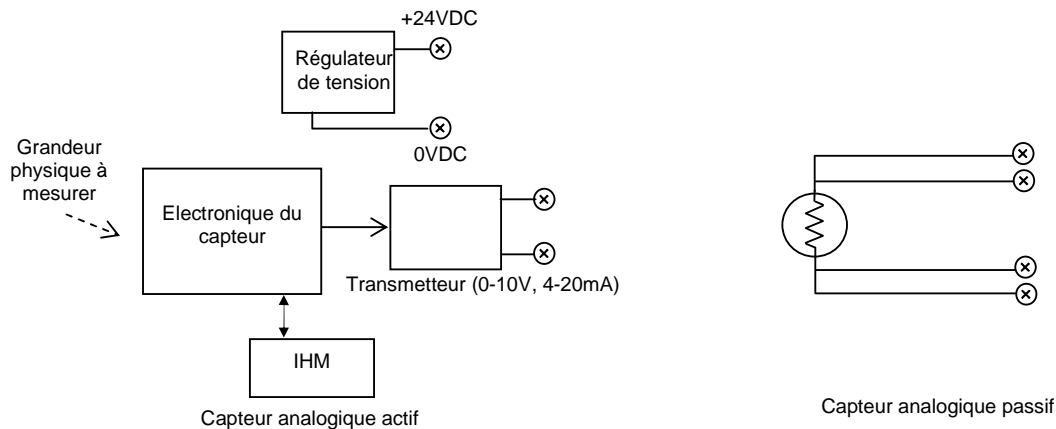 +24VDC
Régulateur
de tension
0VDC
Grandeur
physique à
mesurer
Electronique du
capteur
Transmetteur (0-10V, 4-20mA)
IHM
Capteur analogique actif
Capteur analogique passif